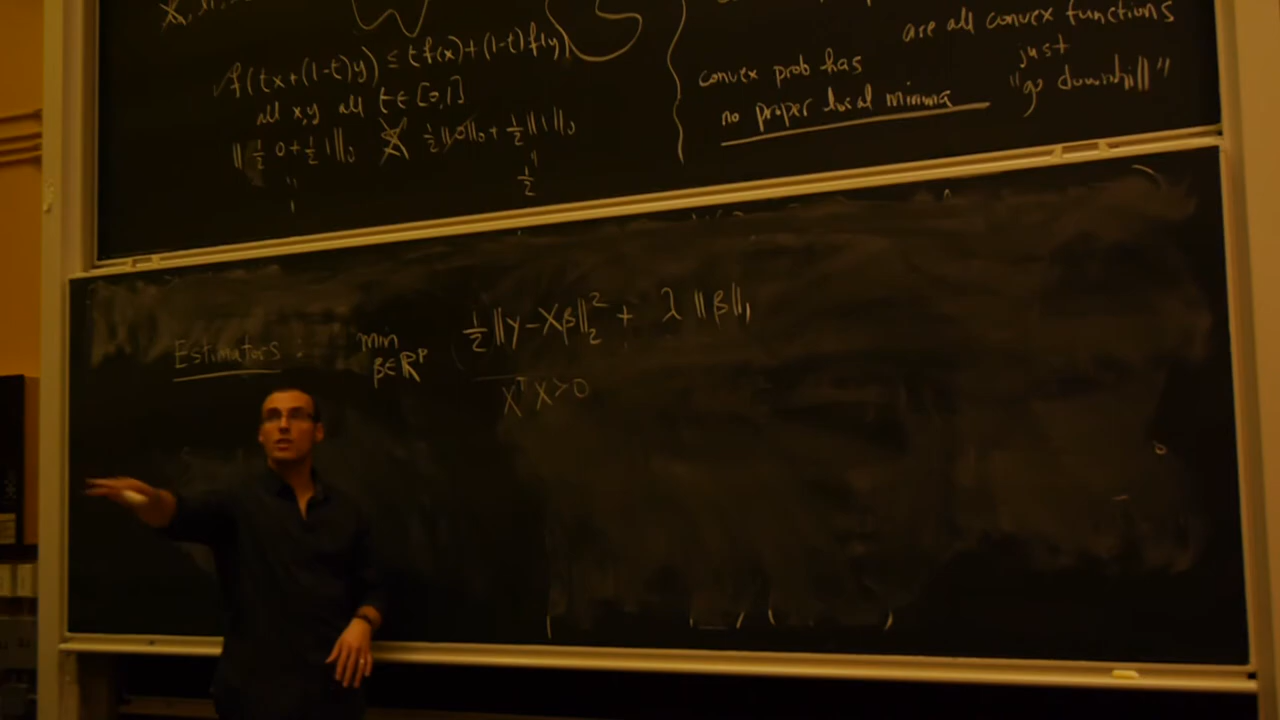 f(tx+(1-t)y) ≤ tf(x)+(1-t)f(y)
all x,y all t∈[0,1]
‖½ 0+½ 1‖₀ ½‖0‖₀+½‖1‖₀
"
"
1
½
are all convex functions
just
"go downhill"
convex prob has
no proper local minima
Estimators : min ½‖y-Xβ‖₂² + λ‖β‖₁
β∈ℝᵖ
XᵀX>0